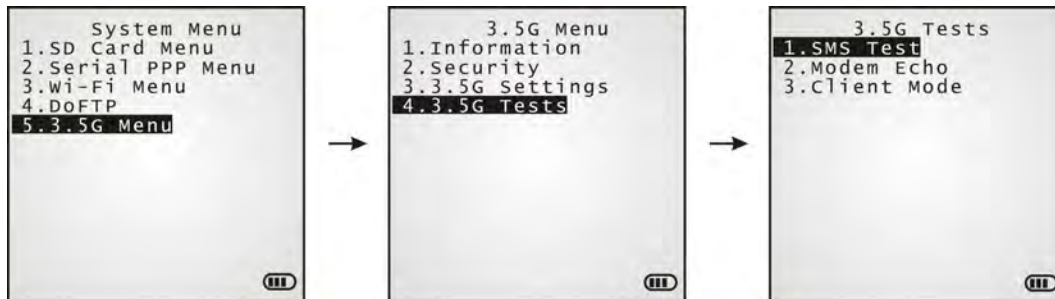 System Menu
1.SD Card Menu
2.Serial PPP Menu
3.Wi-Fi Menu
4.DoFTP
5.3.5G Menu
3.5G Menu
1.Information
2.Security
3.3.5G Settings
4.3.5G Tests
3.5G Tests
1.SMS Test
2.Modem Echo
3.Client Mode